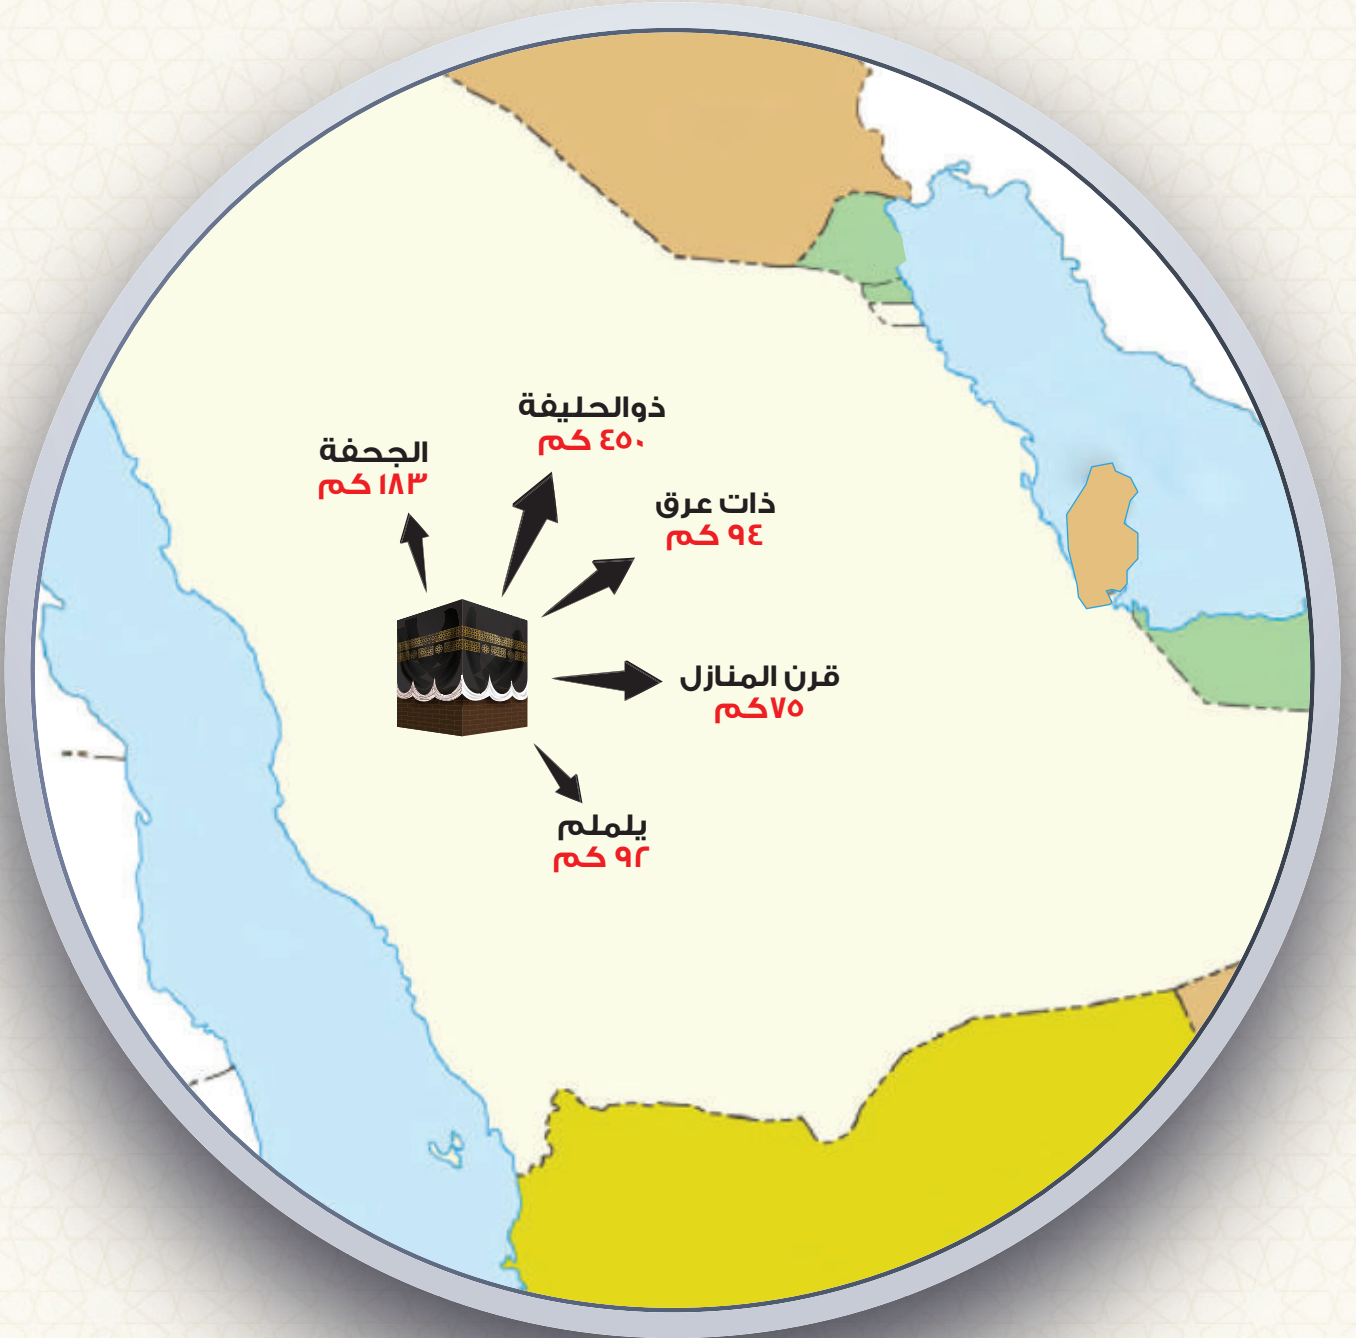 ذوالحليفة
٤٥٠ كم
الجحفة
١٨٣ كم
ذات عرق
٩٤ كم
قرن المنازل
٧٥كم
يلملم
٩٢ كم